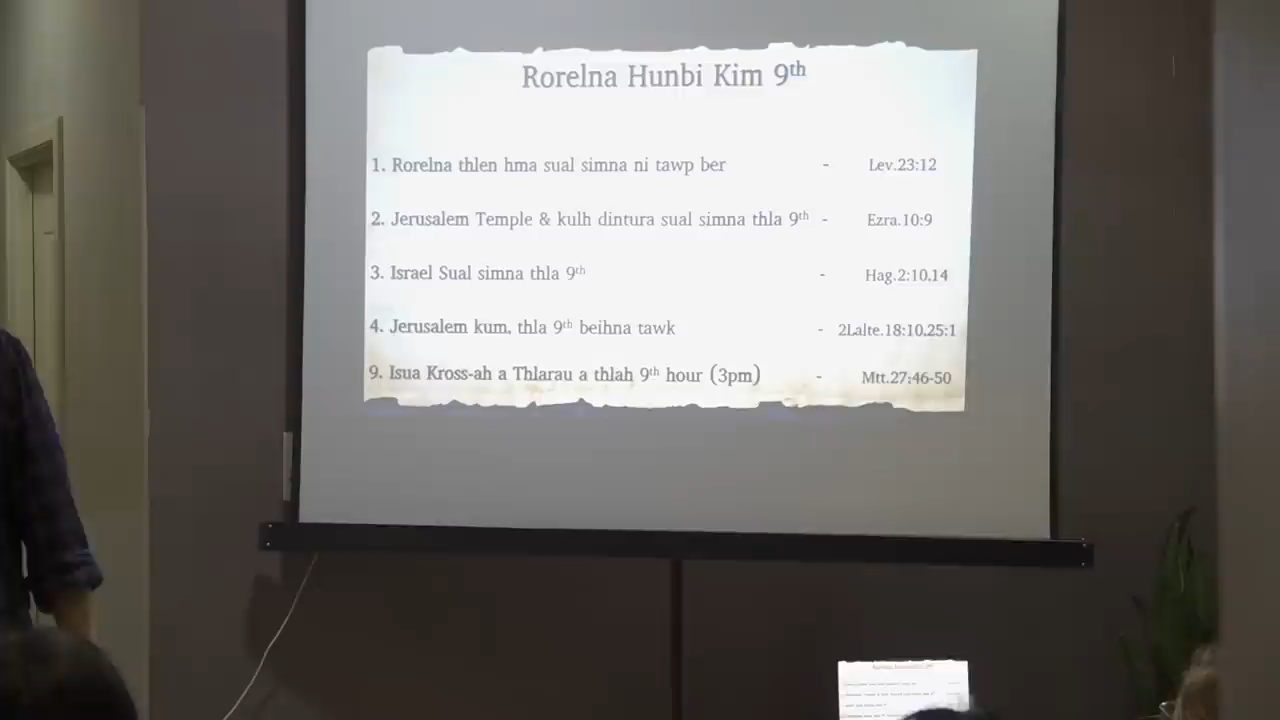 Rorelna Hunbi Kim 9th
1. Rorelna thlen hma sual simna ni tawp ber - Lev.23:12
2. Jerusalem Temple & kulh dintura sual simna thla 9th - Ezra.10:9
3. Israel Sual simna thla 9th - Hag.2:10,14
4. Jerusalem kum, thla 9th beihna tawk - 2Lalte.18:10,25:1
9. Isua Kross-ah a Thlarau a thlah 9th hour (3pm) - Mtt.27:46-50